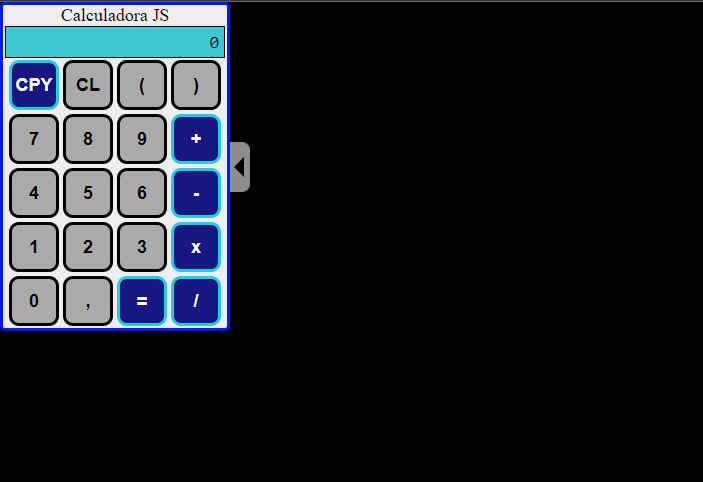 Calculadora JS
0
CPY CL ( )
7 8 9 +
4 5 6 -
1 2 3 x
0 , = /